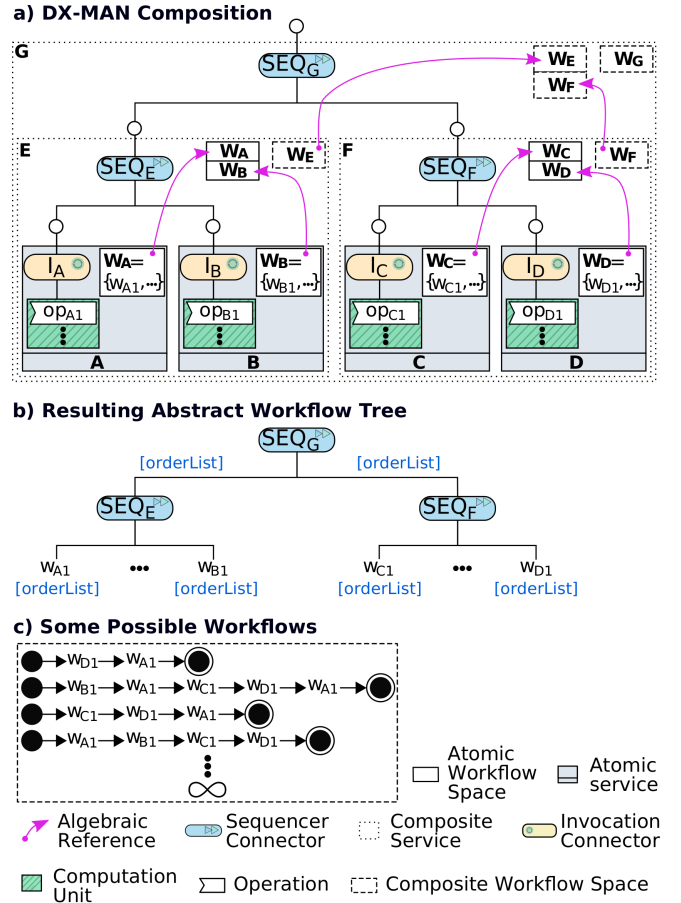 a) DX-MAN Composition
G
SEQG
WE
WG
WF
E
SEQE
WA
WB
WE
F
SEQF
WC
WD
WF
IA
WA=
{wA1,...}
IB
WB=
{wB1,...}
IC
WC=
{wC1,...}
ID
WD=
{wD1,...}
opA1
opB1
opC1
opD1
A
B
C
D
b) Resulting Abstract Workflow Tree
SEQG
[orderList]
[orderList]
SEQE
SEQF
wA1 ••• wB1
wC1 ••• wD1
[orderList]
[orderList]
[orderList]
[orderList]
c) Some Possible Workflows
wD1 wA1
wB1 wA1 wC1 wD1 wA1
wC1 wD1 wA1
wA1 wB1 wC1 wD1
∞
Atomic
Workflow
Space
Atomic
service
Algebraic
Reference
Sequencer
Connector
Composite
Service
Invocation
Connector
Computation
Unit
Operation
Composite Workflow Space